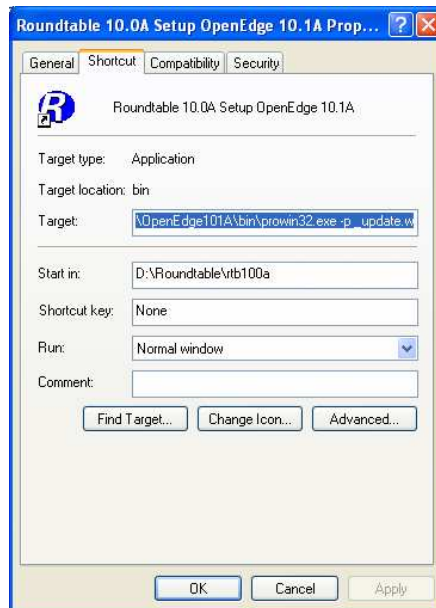 Roundtable 10.0A Setup OpenEdge 10.1A Prop...
General Shortcut Compatibility Security
Roundtable 10.0A Setup OpenEdge 10.1A
Target type: Application
Target location: bin
Target: \OpenEdge101A\bin\prowin32.exe -p _update.w
Start in: D:\Roundtable\rtb100a
Shortcut key: None
Run: Normal window
Comment:
Find Target... Change Icon... Advanced...
OK Cancel Apply